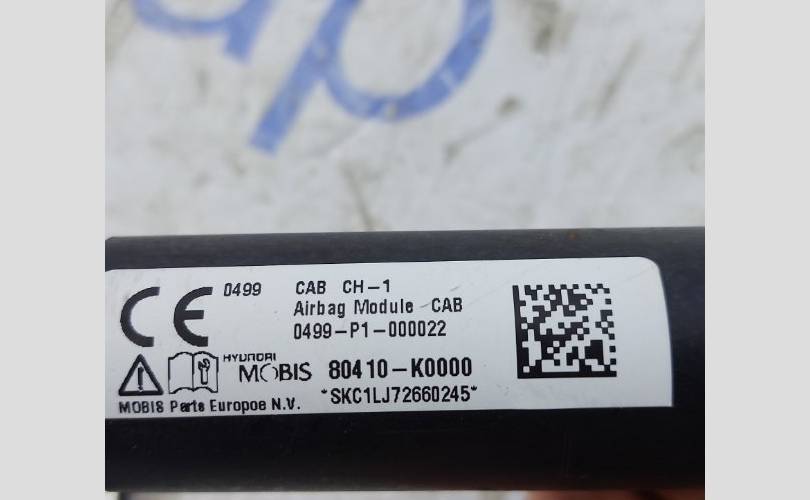 up
CE 0499 CAB CH-1
Airbag Module CAB
0499-P1-000022
HYUNDAI
MOBIS 80410-K0000
*SKC1LJ72660245*
MOBIS Parts Europe N.V.